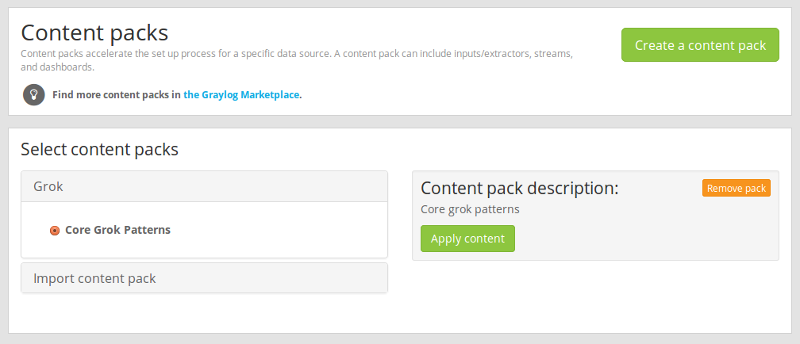 Content packs
Create a content pack
Content packs accelerate the set up process for a specific data source. A content pack can include inputs/extractors, streams,
and dashboards.
Find more content packs in the Graylog Marketplace.
Select content packs
Grok
Core Grok Patterns
Import content pack
Content pack description:
Remove pack
Core grok patterns
Apply content